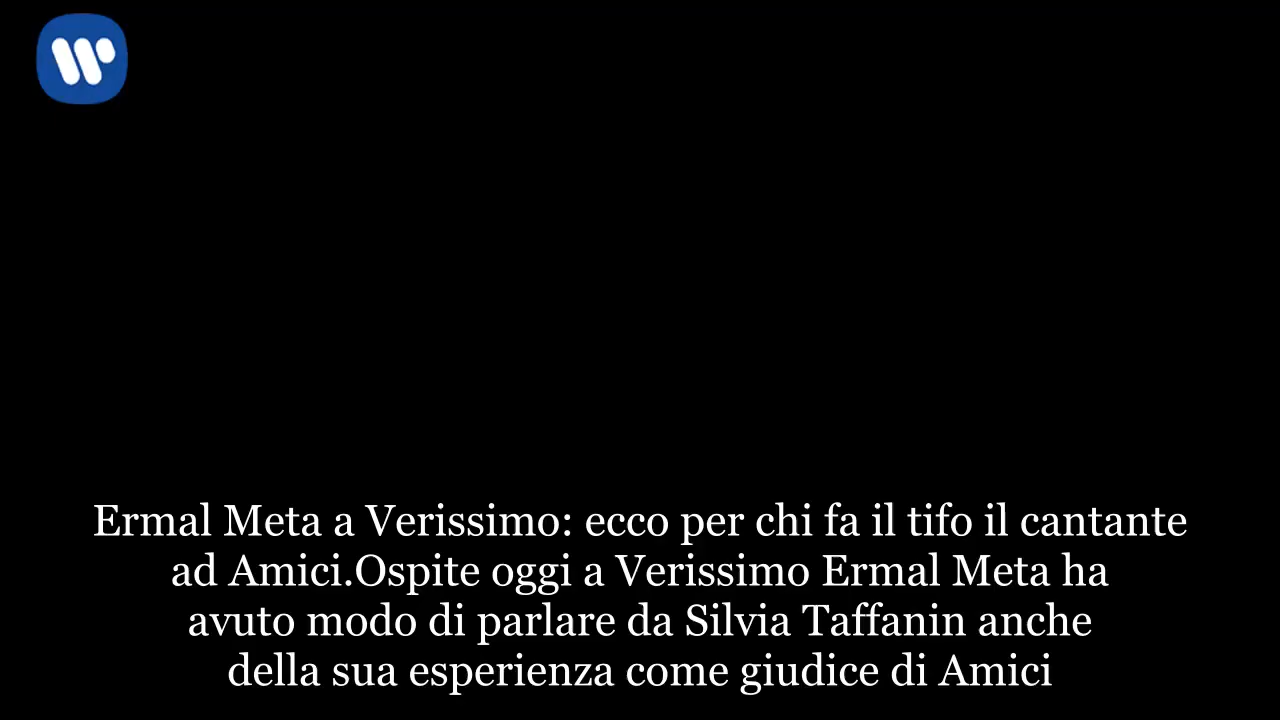 Ermal Meta a Verissimo: ecco per chi fa il tifo il cantante
ad Amici.Ospite oggi a Verissimo Ermal Meta ha
avuto modo di parlare da Silvia Taffanin anche
della sua esperienza come giudice di Amici